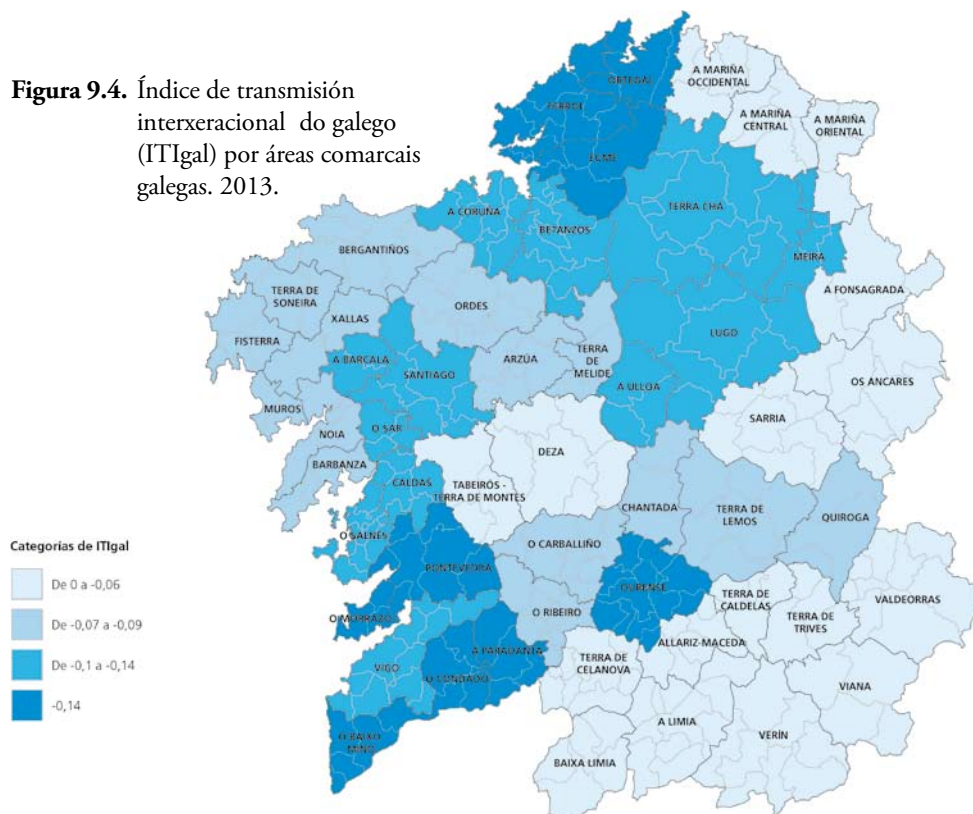 Figura 9.4. Índice de transmisión
interxeracional do galego
(ITIgal) por áreas comarcais
galegas. 2013.
ORTEGAL
A MARIÑA
OCCIDENTAL
FERROL
A MARIÑA
CENTRAL
A MARIÑA
ORIENTAL
EUME
A CORUÑA
BETANZOS
TERRA CHÁ
MEIRA
BERGANTIÑOS
A FONSAGRADA
TERRA DE
SONEIRA
XALLAS
ORDES
LUGO
FISTERRA
A BARCALA
SANTIAGO
ARZÚA
TERRA
DE
MELIDE
A ULLOA
OS ANCARES
MUROS
SARRIA
NOIA
O SAR
DEZA
BARBANZA
CALDAS
TABEIRÓS -
TERRA DE MONTES
CHANTADA
TERRA DE
LEMOS
QUIROGA
O SALNÉS
O CARBALLIÑO
PONTEVEDRA
OURENSE
O MORRAZO
O RIBEIRO
TERRA DE
CALDELAS
TERRA DE
TRIVES
VALDEORRAS
A PARADANTA
ALLARIZ-MACEDA
VIGO
O CONDADO
TERRA DE
CELANOVA
VIANA
O BAIXO
MIÑO
A LIMIA
VERÍN
BAIXA LIMIA
Categorías de ITIgal
De 0 a -0,06
De -0,07 a -0,09
De -0,1 a -0,14
-0,14